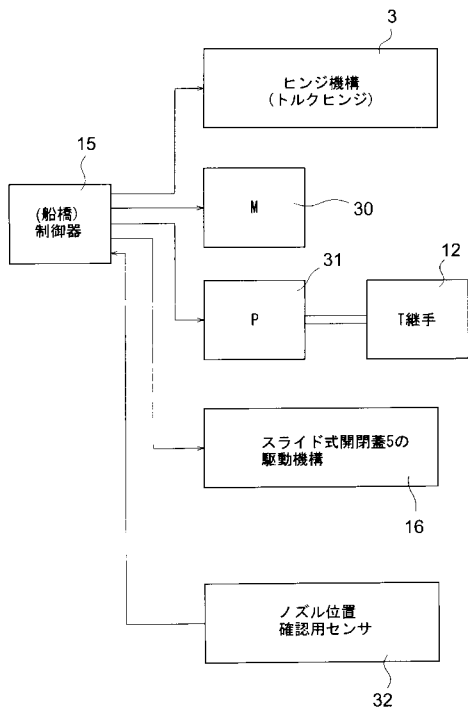 3
ヒンジ機構
(トルクヒンジ)
15
(船橋)
制御器
M
30
31
12
P
T継手
スライド式開閉蓋5の
駆動機構
16
ノズル位置
確認用センサ
32